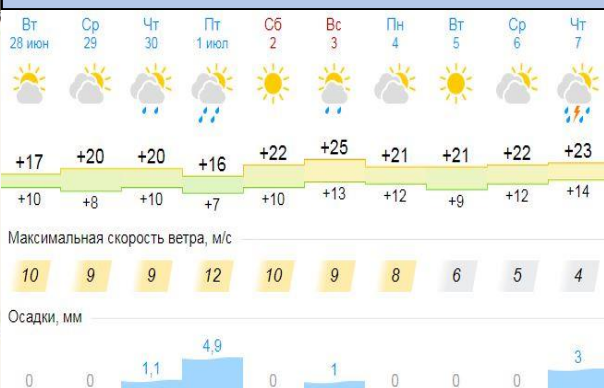 Вт Ср Чт Пт Сб Вс Пн Вт Ср Чт
28 июн 29 30 1 июл 2 3 4 5 6 7
+17 +20 +20 +16 +22 +25 +21 +21 +22 +23
+10 +8 +10 +7 +10 +13 +12 +9 +12 +14
Максимальная скорость ветра, м/с
10 9 9 12 10 9 8 6 5 4
Осадки, мм
0 0 1,1 4,9 0 1 0 0 0 3